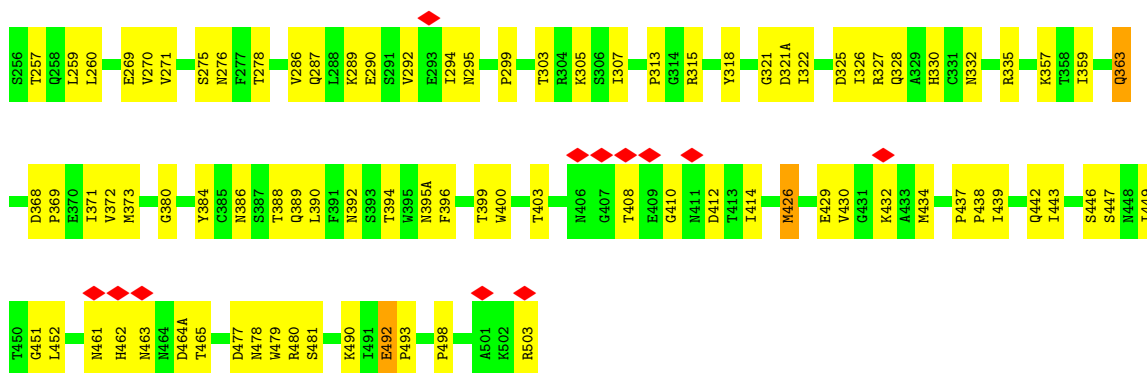 S256 T257 Q258 L259 L260 E269 V270 V271 S275 N276 F277 T278 V286 Q287 L288 K289 E290 S291 V292 E293 I294 N295 P299 T303 R304 K305 S306 I307 P313 G314 R315 Y318 G321 D321A I322 D325 I326 R327 Q328 A329 H330 C331 N332 R335 K357 T358 I359 Q363
D368 P369 E370 I371 V372 M373 G380 Y384 C385 N386 S387 T388 Q389 L390 F391 N392 S393 T394 W395 N395A F396 T399 W400 T403 N406 G407 T408 E409 G410 N411 D412 T413 I414 M426 E429 V430 G431 K432 A433 M434 P437 P438 I439 Q442 I443 S446 S447 N448 I449
T450 G451 L452 N461 H462 N463 N464 D464A T465 D477 N478 W479 R480 S481 K490 I491 E492 P493 P498 A501 K502 R503